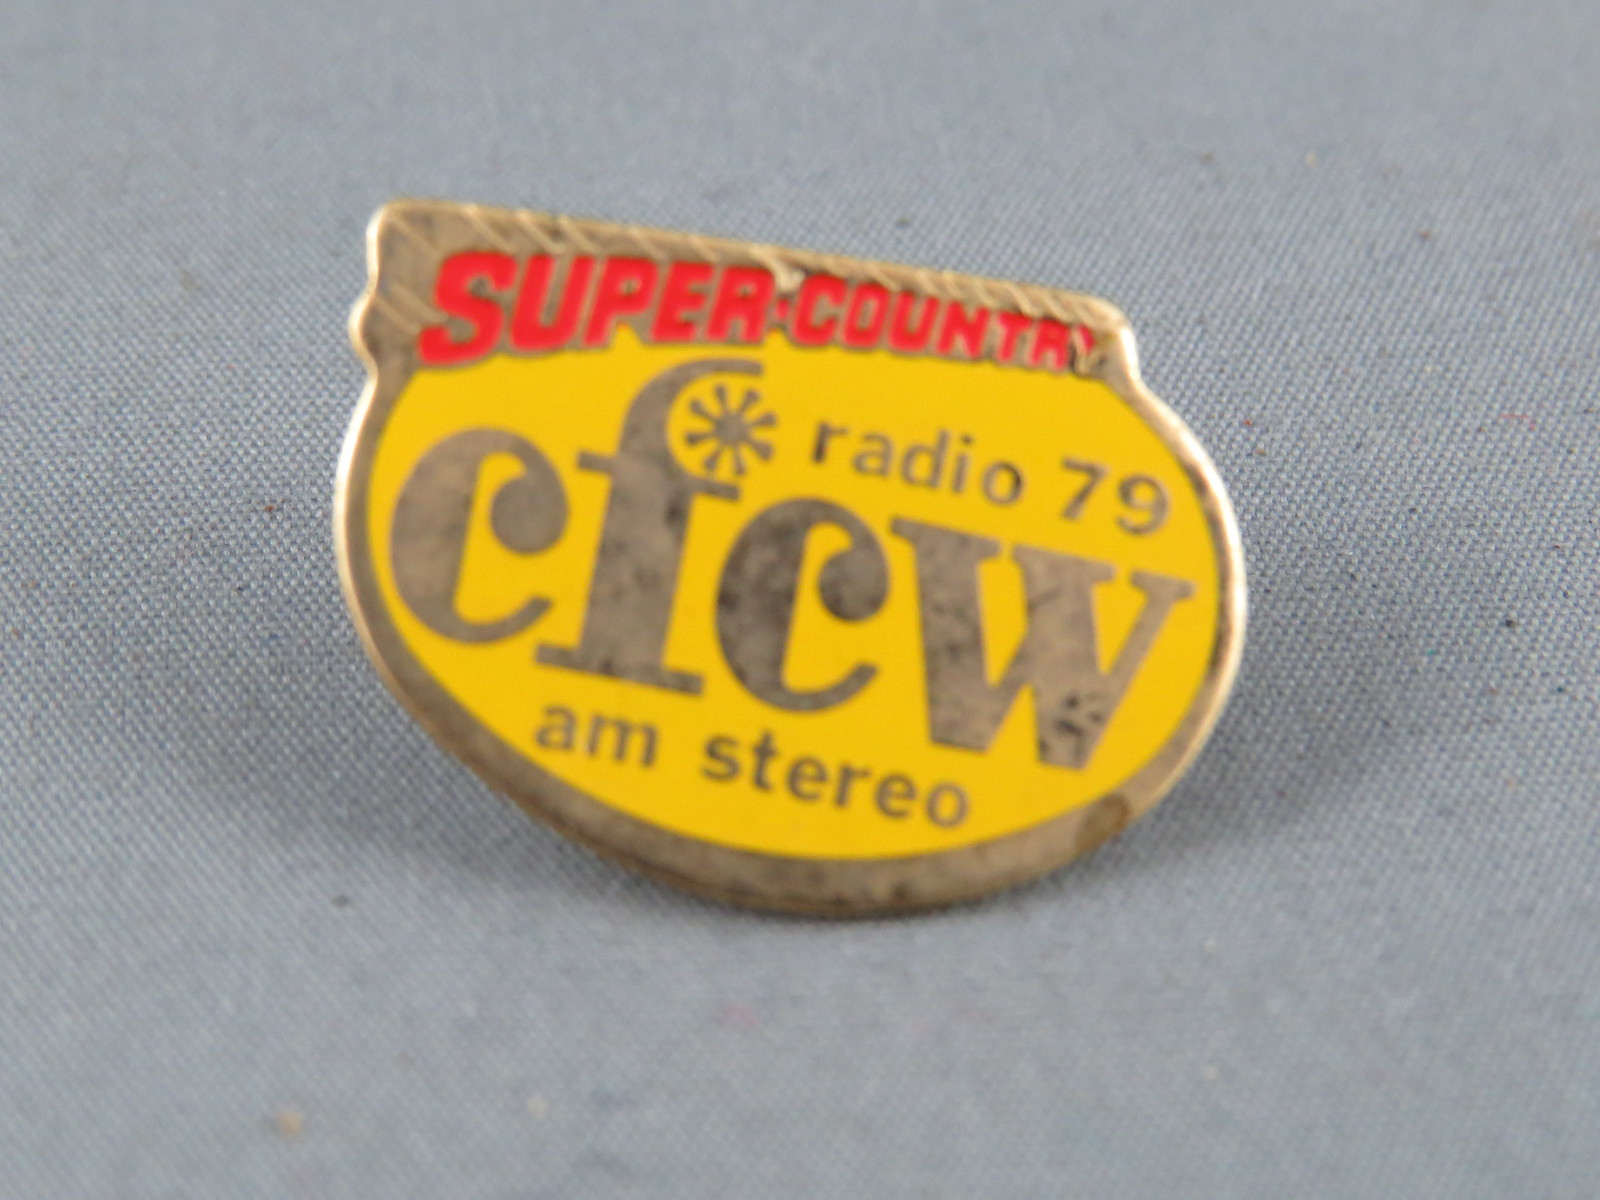 SUPER-COUNTRY
radio 79
cfcw
am stereo